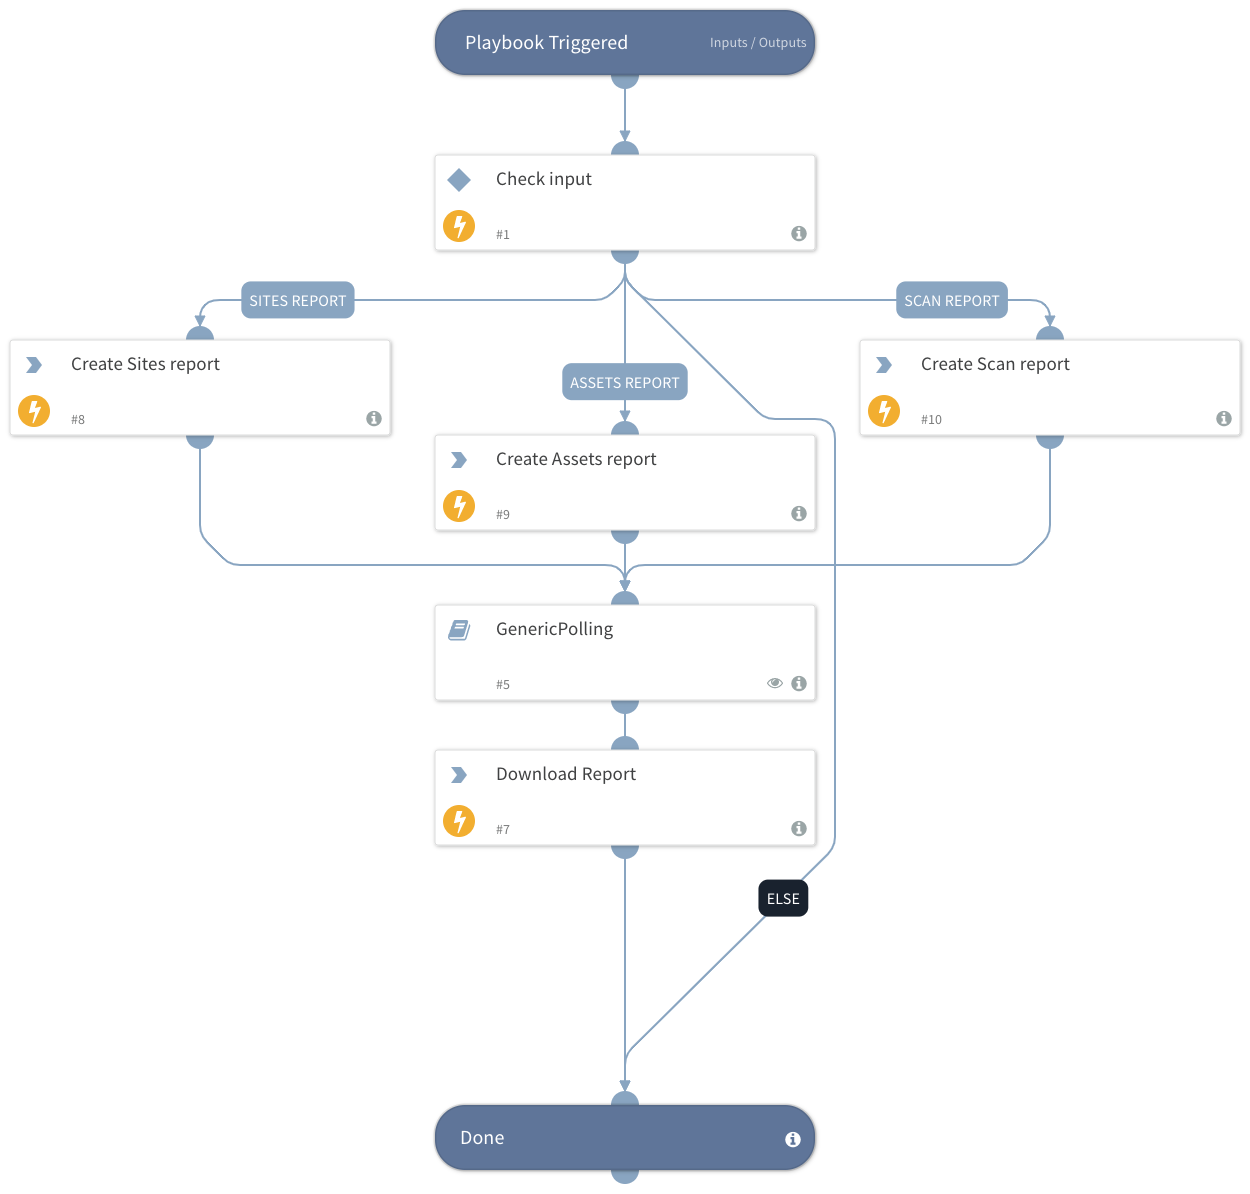 Playbook Triggered
Inputs / Outputs
Check input
#1
SITES REPORT
SCAN REPORT
Create Sites report
#8
ASSETS REPORT
Create Scan report
#10
Create Assets report
#9
GenericPolling
#5
Download Report
#7
ELSE
Done